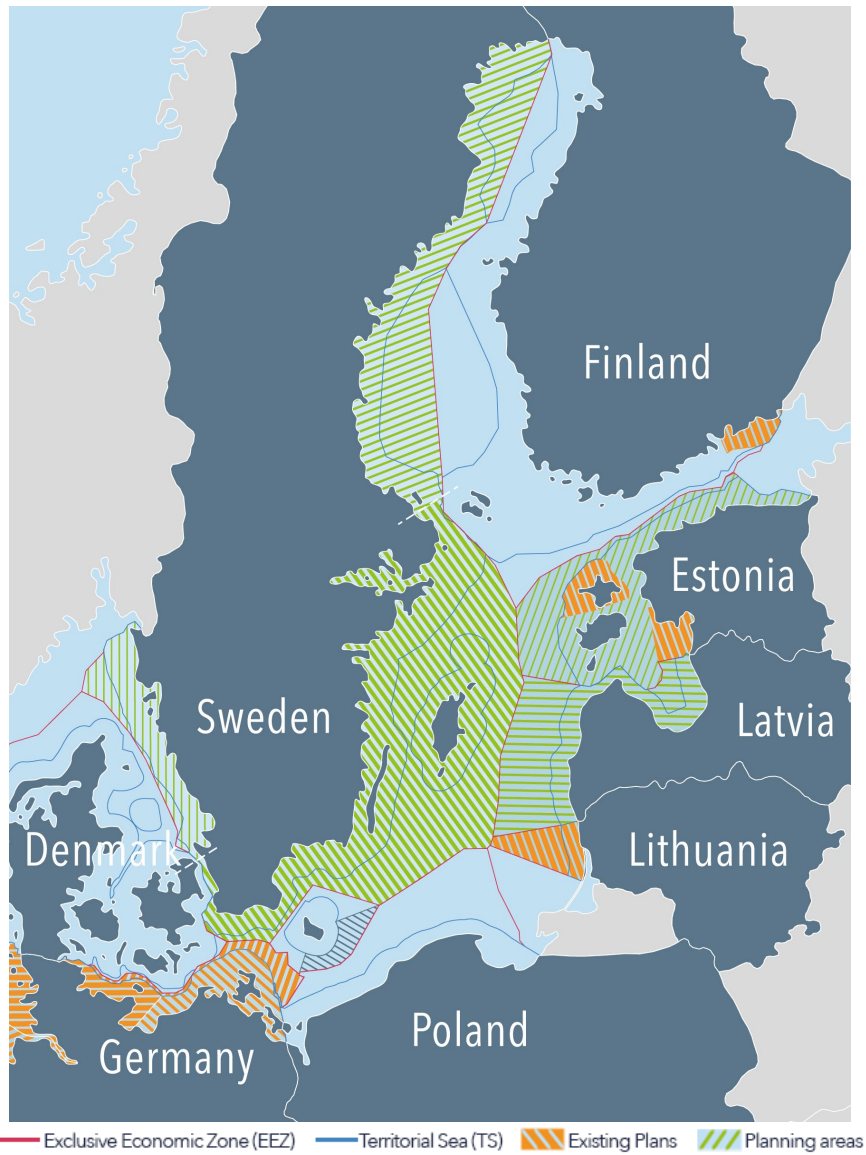 Finland
Estonia
Sweden
Latvia
Denmark
Lithuania
Poland
Germany
Exclusive Economic Zone (EEZ) Territorial Sea (TS) Existing Plans Planning areas